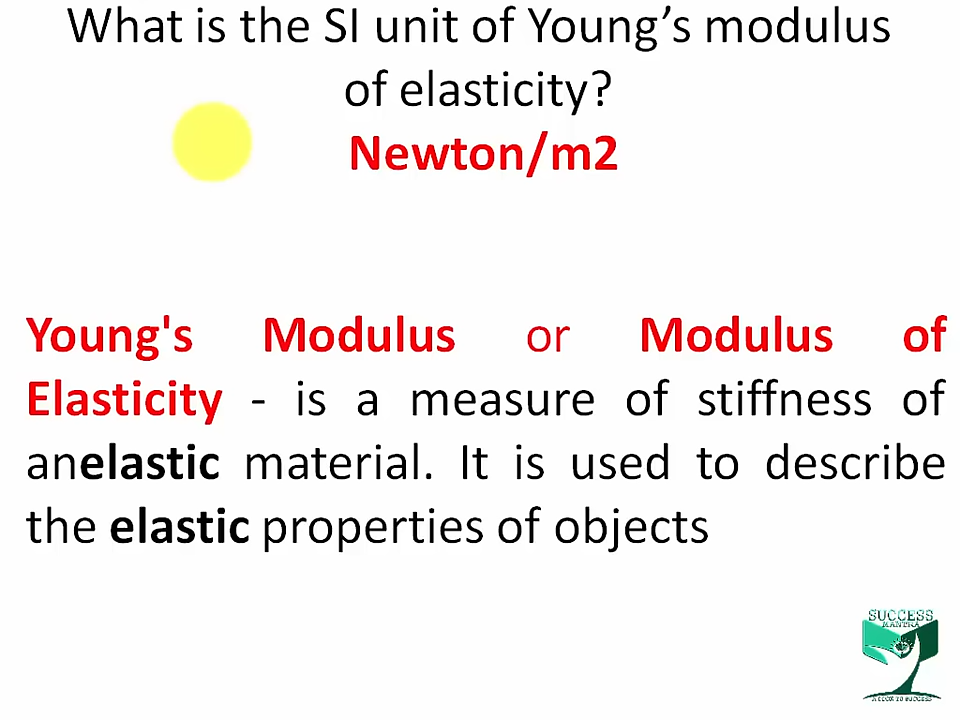 What is the SI unit of Young’s modulus
of elasticity?
Newton/m2
Young's Modulus or Modulus of
Elasticity - is a measure of stiffness of
anelastic material. It is used to describe
the elastic properties of objects
SUCCESS
MANTRA